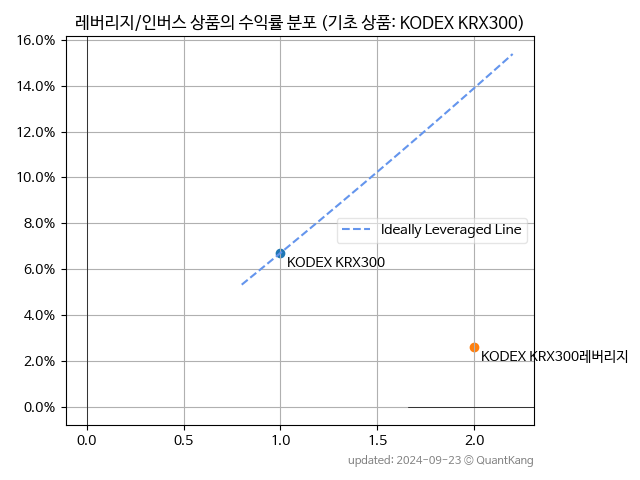 레버리지/인버스 상품의 수익률 분포 (기초 상품: KODEX KRX300)
16.0%
14.0%
12.0%
10.0%
8.0%
6.0%
4.0%
2.0%
0.0%
Ideally Leveraged Line
KODEX KRX300
KODEX KRX300레버리지
0.0 0.5 1.0 1.5 2.0
updated: 2024-09-23 © QuantKang